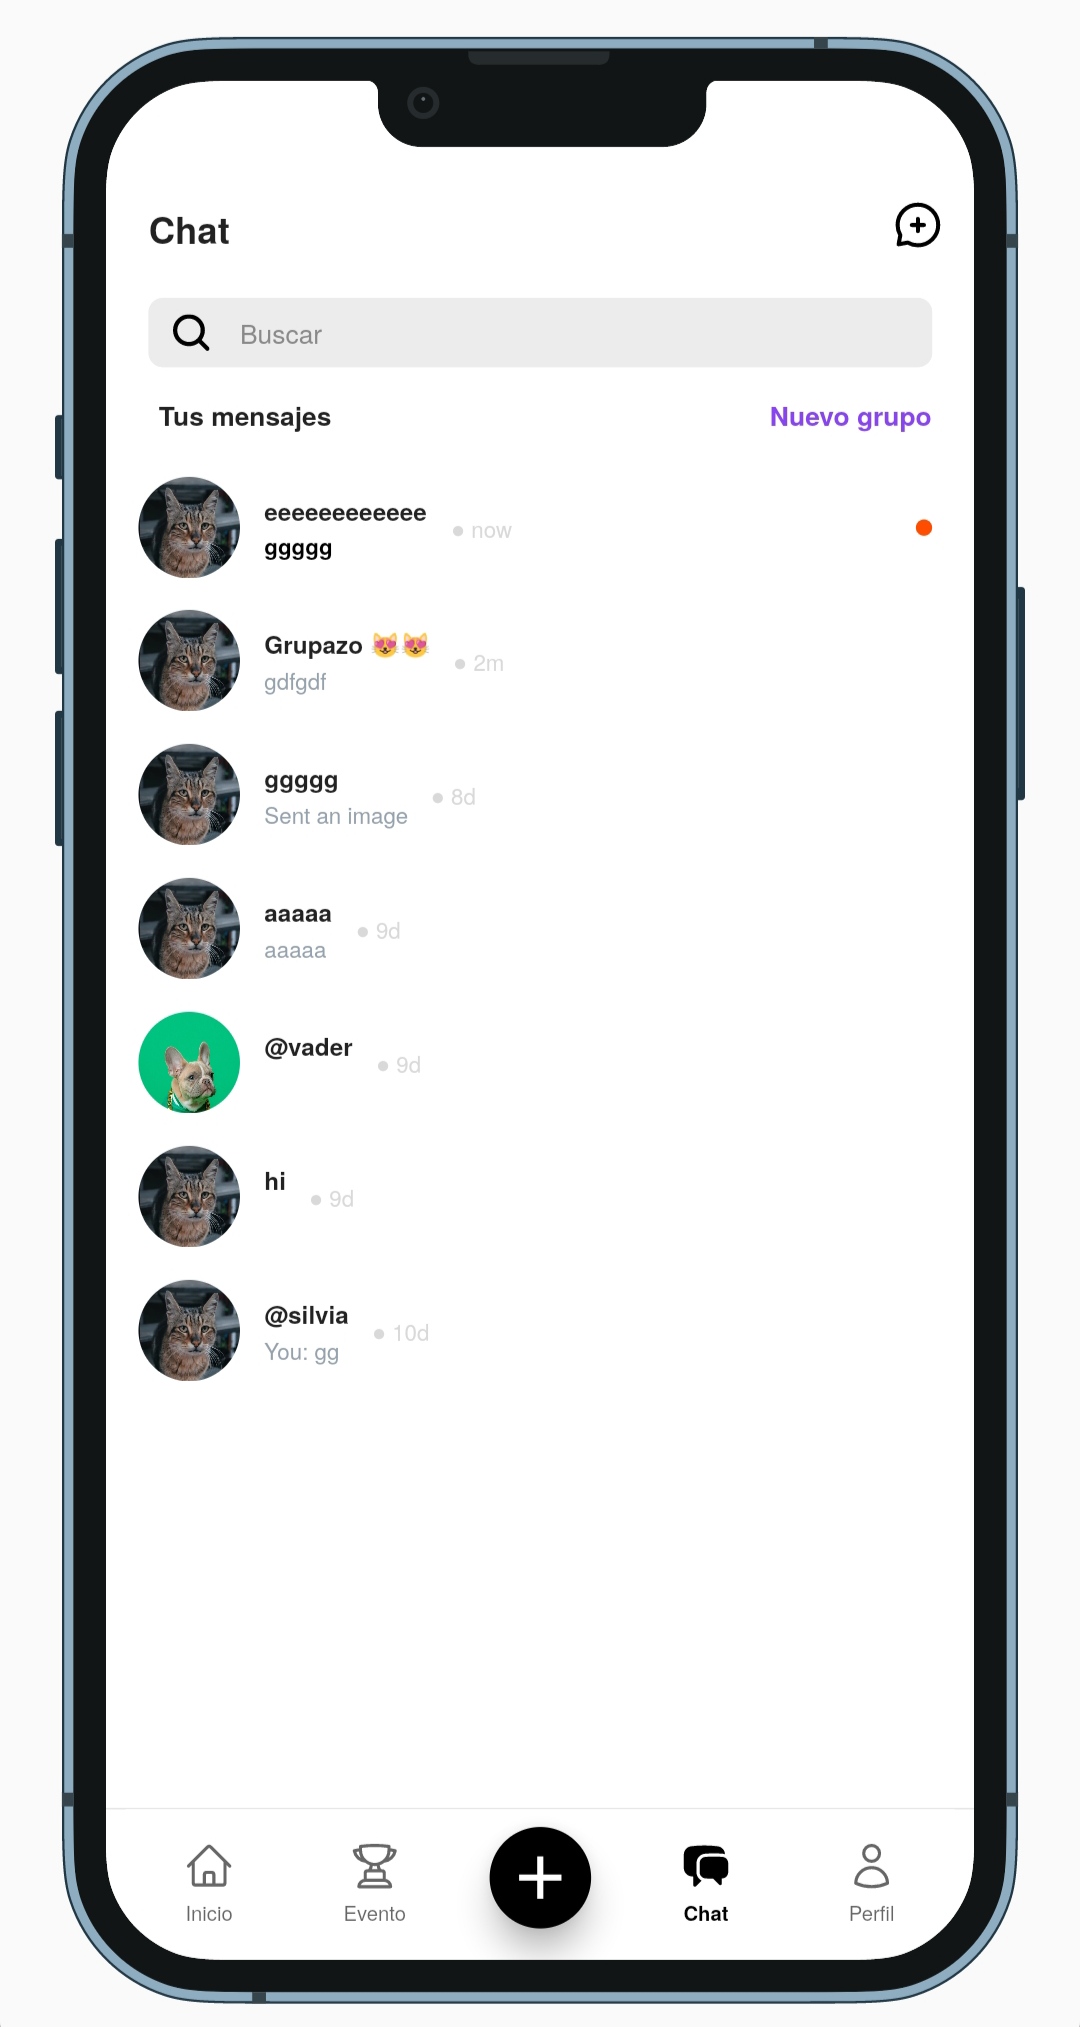 Chat
Buscar
Tus mensajes
Nuevo grupo
eeeeeeeeeeee
ggggg
now
Grupazo 😻😻
gdfgdf
2m
ggggg
Sent an image
8d
aaaaa
aaaaa
9d
@vader
9d
hi
9d
@silvia
You: gg
10d
Inicio
Evento
Chat
Perfil